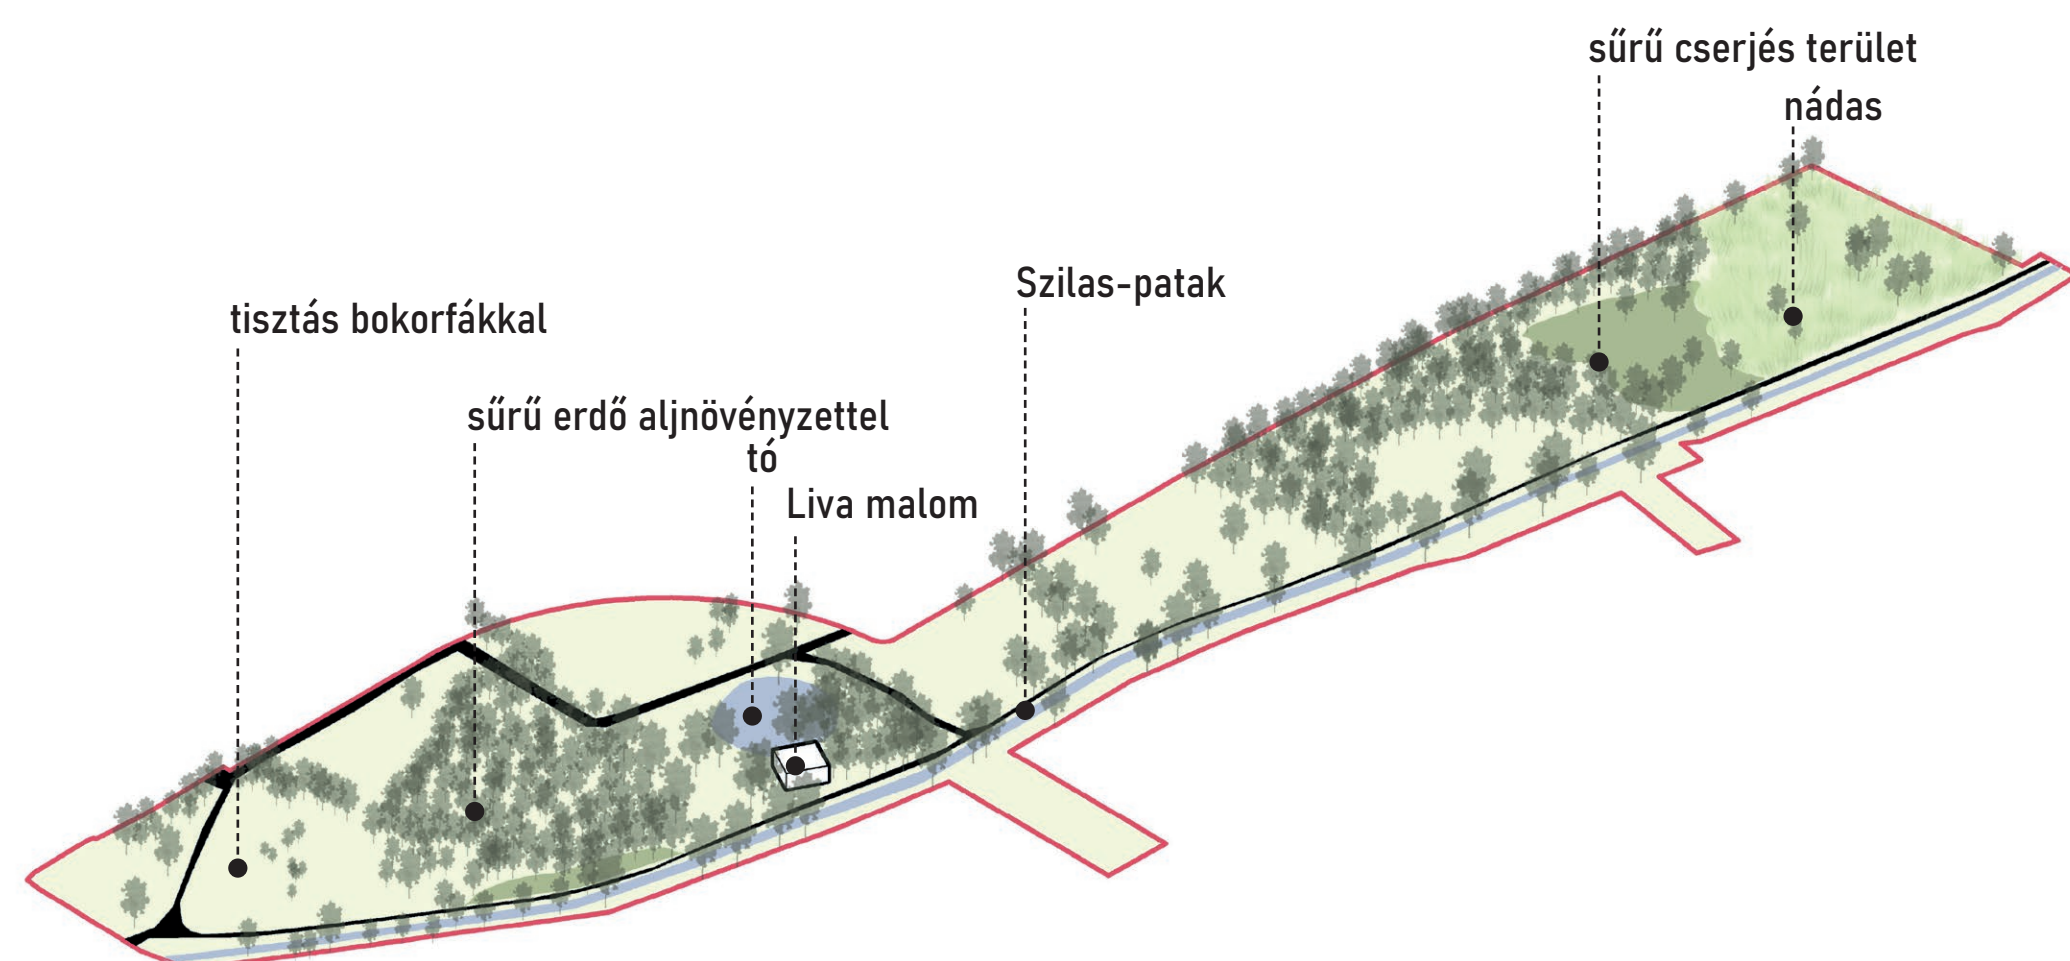 sűrű cserjés terület
nádas
Szilas-patak
tisztás bokorfákkal
sűrű erdő aljnövényzettel
tó
Liva malom